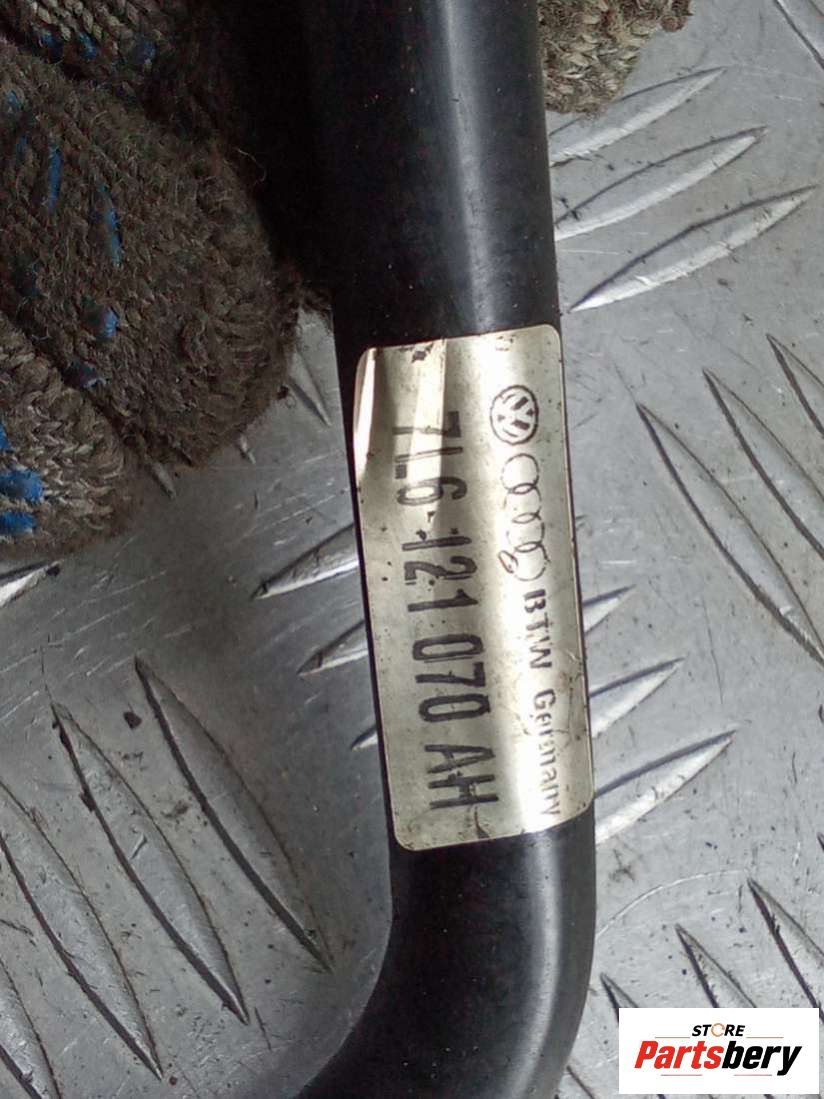 BTW Germany
7L6 121 070 AH
STORE
Partsbery